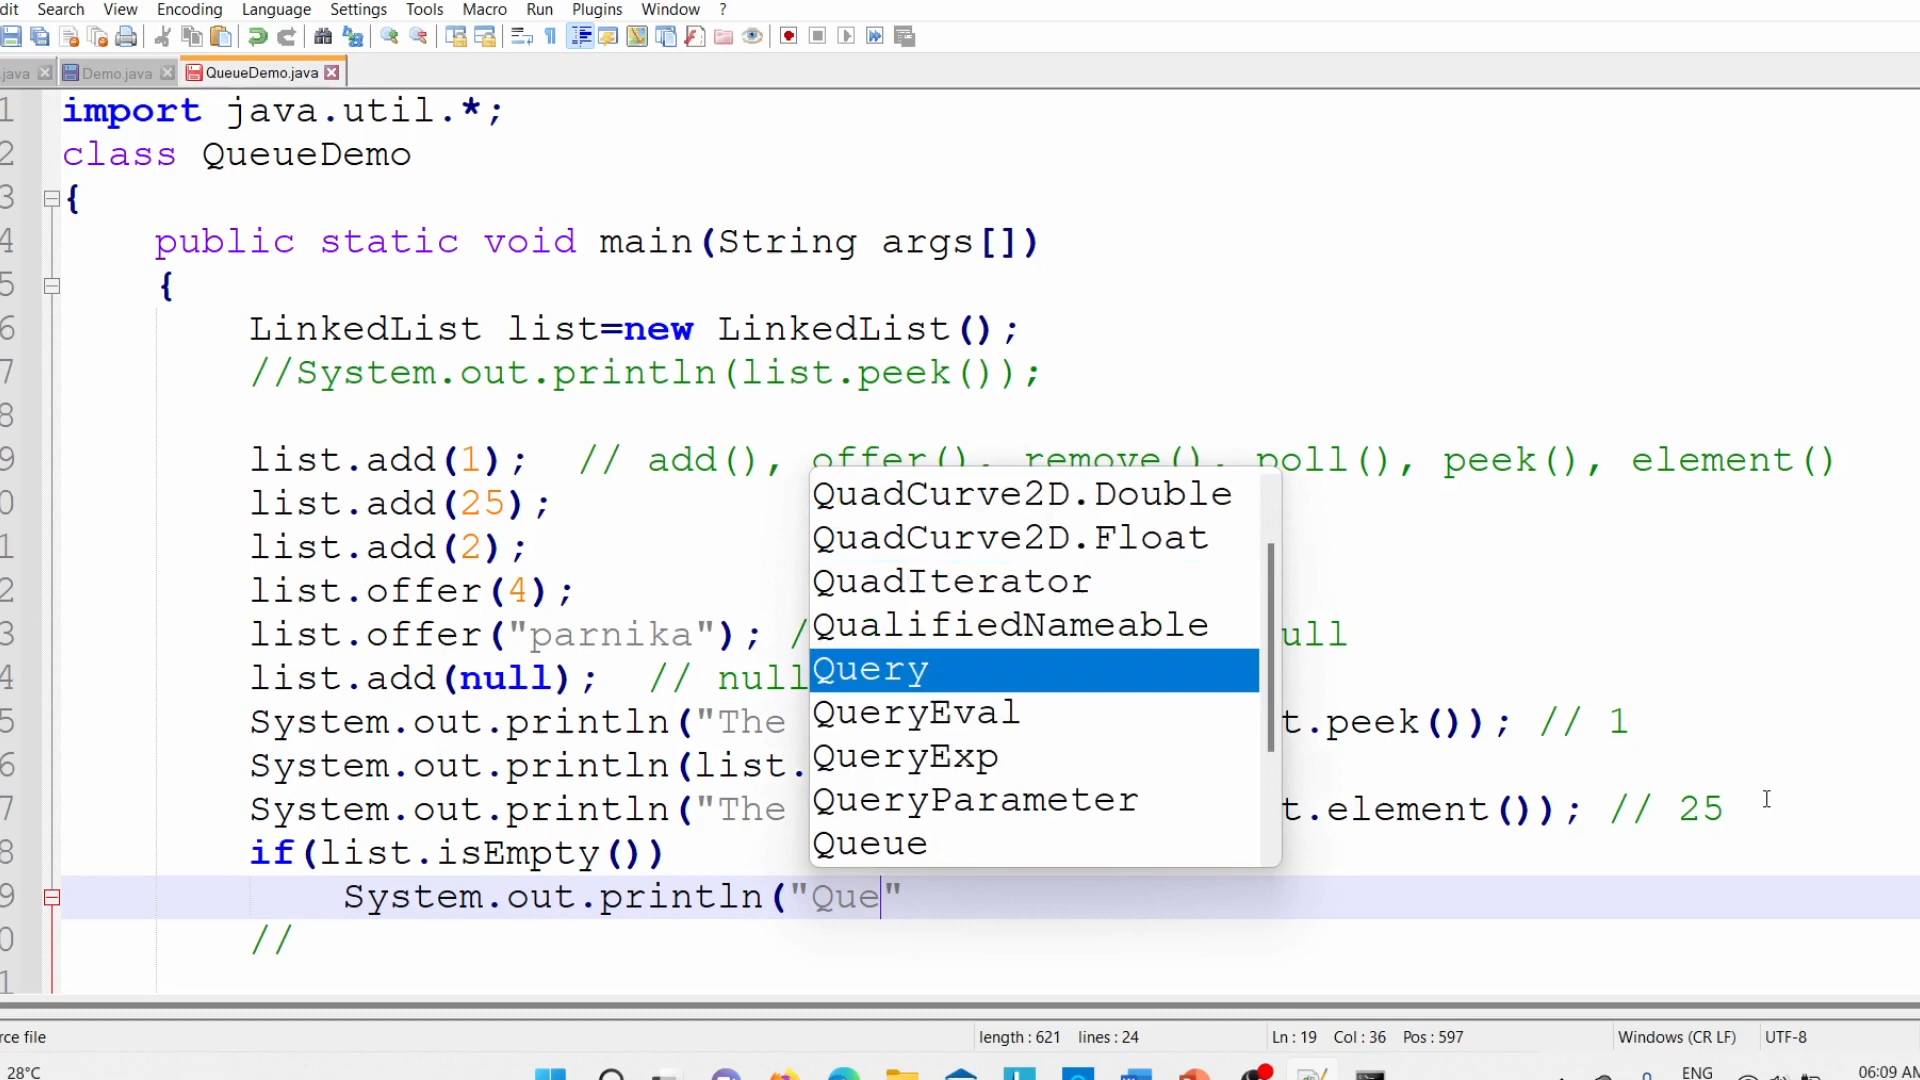 dit Search View Encoding Language Settings Tools Macro Run Plugins Window ?
.java Demo.java QueueDemo.java
1 import java.util.*;
2 class QueueDemo
3 {
4 public static void main(String args[])
5 {
6 LinkedList list=new LinkedList();
7 //System.out.println(list.peek());
8
9 list.add(1); // add(), offer(), remove(), poll(), peek(), element()
0 list.add(25);
1 list.add(2);
2 list.offer(4);
3 list.offer("parnika"); / ull
4 list.add(null); // null
5 System.out.println("The t.peek()); // 1
6 System.out.println(list.
7 System.out.println("The t.element()); // 25
8 if(list.isEmpty())
9 System.out.println("Que"
0 //
1
QuadCurve2D.Double
QuadCurve2D.Float
QuadIterator
QualifiedNameable
Query
QueryEval
QueryExp
QueryParameter
Queue
rce file length : 621 lines : 24 Ln : 19 Col : 36 Pos : 597 Windows (CR LF) UTF-8
28°C ENG 06:09 AM